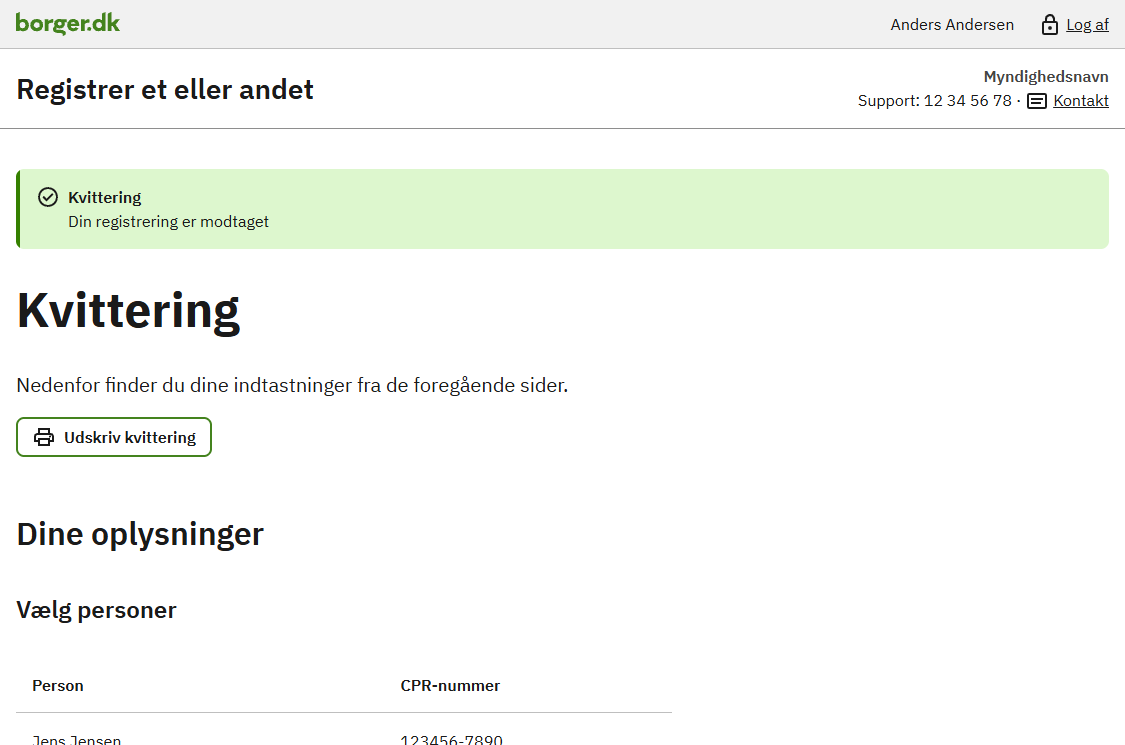 borger.dk
Anders Andersen
Log af
Registrer et eller andet
Myndighedsnavn
Support: 12 34 56 78 · Kontakt
Kvittering
Din registrering er modtaget
Kvittering
Nedenfor finder du dine indtastninger fra de foregående sider.
Udskriv kvittering
Dine oplysninger
Vælg personer
Person CPR-nummer
Jens Jensen 123456-7890